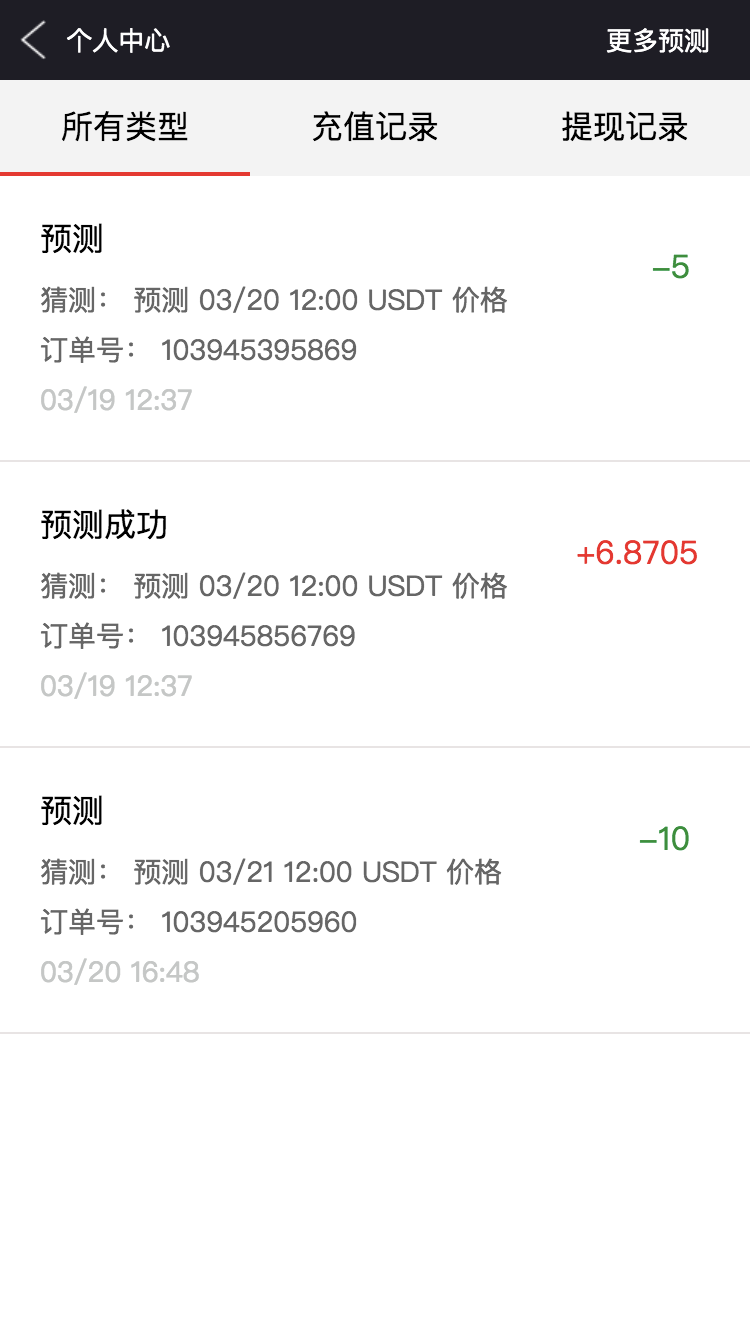 个人中心 更多预测
所有类型 充值记录 提现记录
预测
-5
猜测： 预测 03/20 12:00 USDT 价格
订单号： 103945395869
03/19 12:37
预测成功
+6.8705
猜测： 预测 03/20 12:00 USDT 价格
订单号： 103945856769
03/19 12:37
预测
-10
猜测： 预测 03/21 12:00 USDT 价格
订单号： 103945205960
03/20 16:48